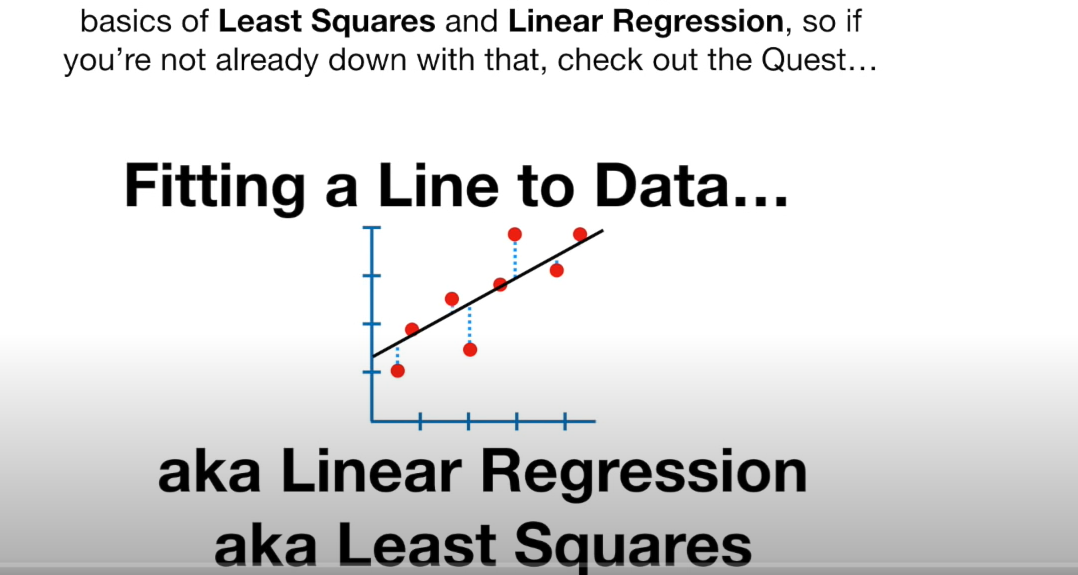 basics of Least Squares and Linear Regression, so if
you’re not already down with that, check out the Quest…
Fitting a Line to Data…
aka Linear Regression
aka Least Squares